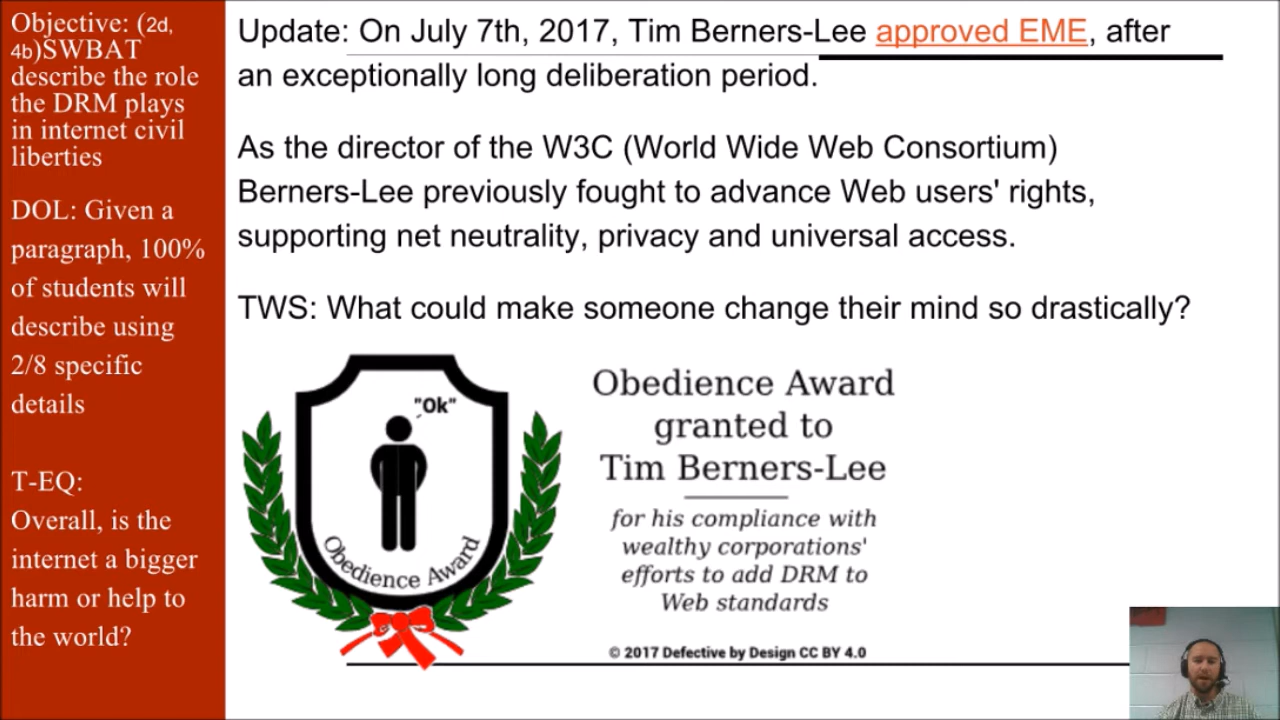 Objective: (2d,
4b)SWBAT
describe the role
the DRM plays
in internet civil
liberties
DOL: Given a
paragraph, 100%
of students will
describe using
2/8 specific
details
T-EQ:
Overall, is the
internet a bigger
harm or help to
the world?
Update: On July 7th, 2017, Tim Berners-Lee approved EME, after
an exceptionally long deliberation period.
As the director of the W3C (World Wide Web Consortium)
Berners-Lee previously fought to advance Web users' rights,
supporting net neutrality, privacy and universal access.
TWS: What could make someone change their mind so drastically?
"Ok"
Obedience Award
Obedience Award
granted to
Tim Berners-Lee
for his compliance with
wealthy corporations'
efforts to add DRM to
Web standards
© 2017 Defective by Design CC BY 4.0